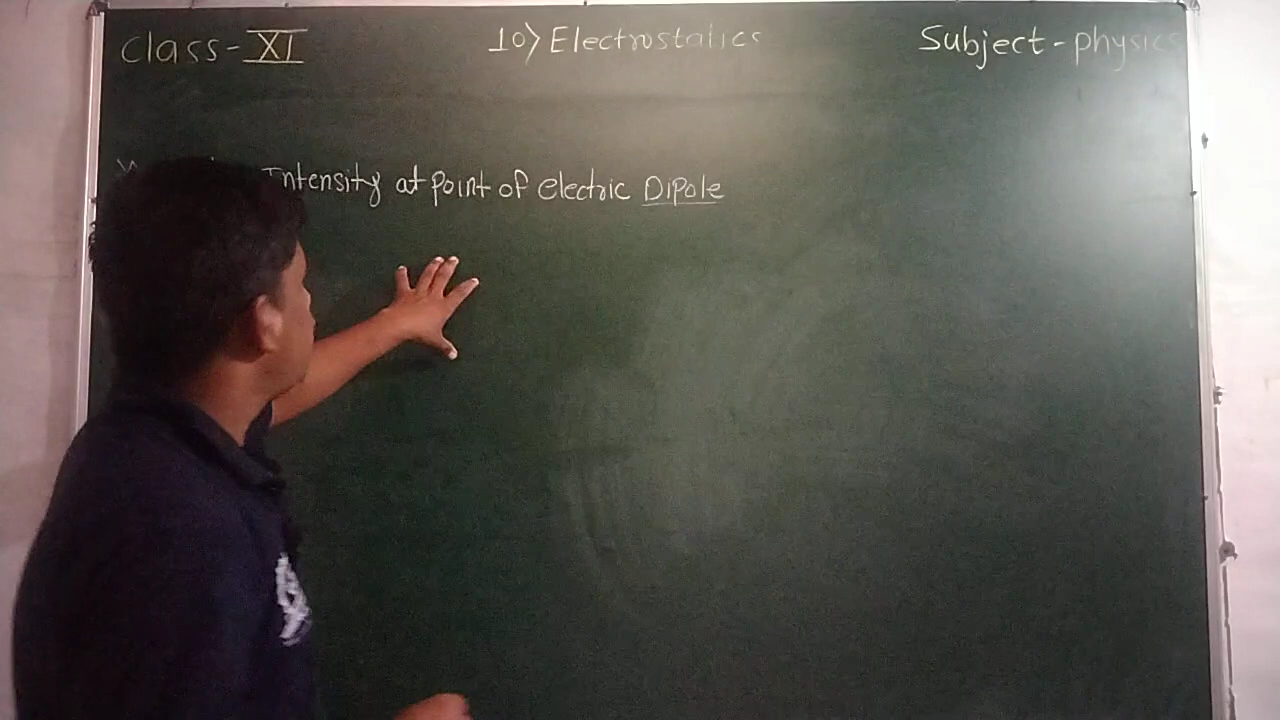 Class-XI
10) Electrostatics
Subject-physics
Intensity at point of electric Dipole